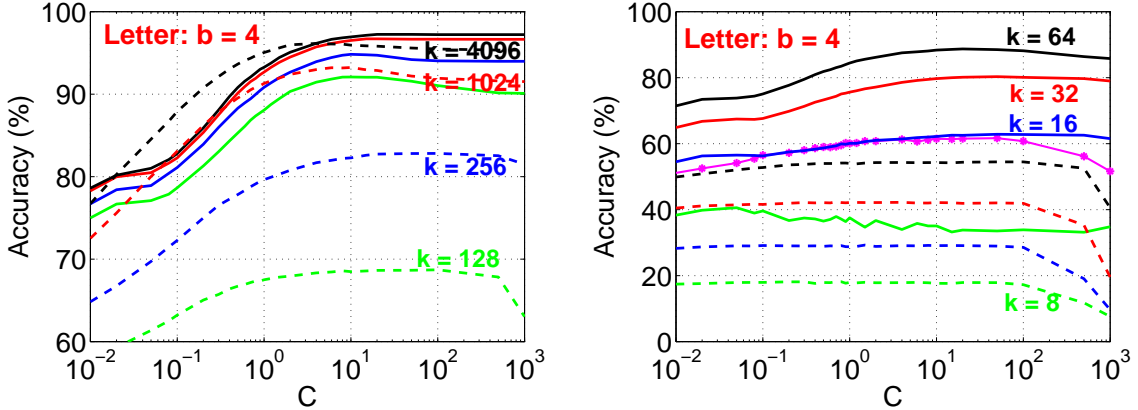 Letter: b = 4
k = 4096
k = 1024
k = 256
k = 128
100
90
80
70
60
10^-2 10^-1 10^0 10^1 10^2 10^3
C
Accuracy (%)
Letter: b = 4
k = 64
k = 32
k = 16
k = 8
100
80
60
40
20
0
10^-2 10^-1 10^0 10^1 10^2 10^3
C
Accuracy (%)